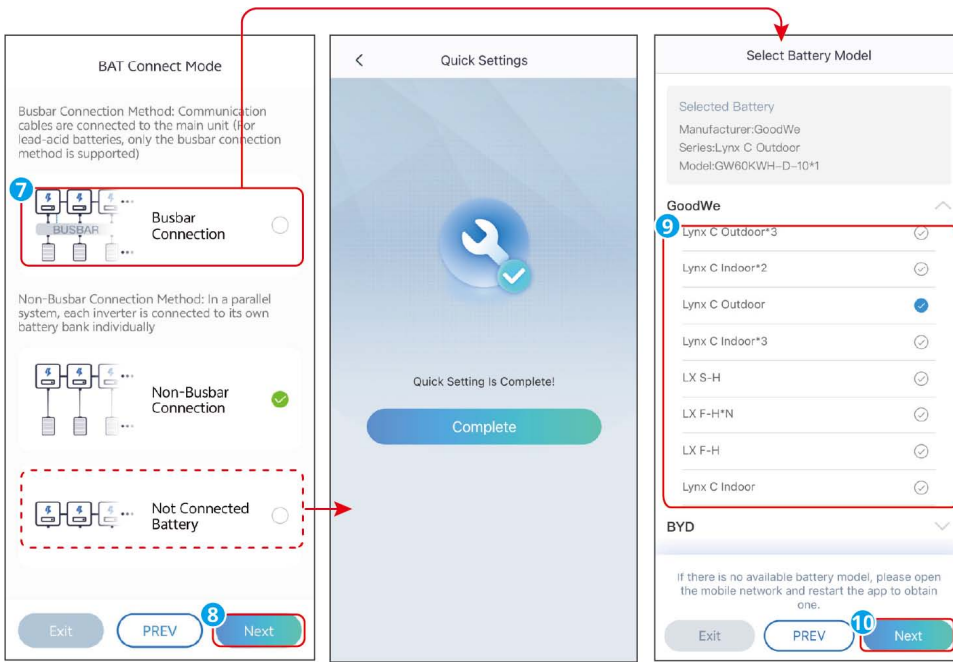 BAT Connect Mode
Busbar Connection Method: Communication
cables are connected to the main unit (For
lead-acid batteries, only the busbar connection
method is supported)
7
BUSBAR
Busbar
Connection
Non-Busbar Connection Method: In a parallel
system, each inverter is connected to its own
battery bank individually
Non-Busbar
Connection
Not Connected
Battery
Exit
PREV
8
Next
Quick Settings
Quick Setting Is Complete!
Complete
Select Battery Model
Selected Battery
Manufacturer:GoodWe
Series:Lynx C Outdoor
Model:GW60KWH-D-10*1
GoodWe
9
Lynx C Outdoor*3
Lynx C Indoor*2
Lynx C Outdoor
Lynx C Indoor*3
LX S-H
LX F-H*N
LX F-H
Lynx C Indoor
BYD
If there is no available battery model, please open
the mobile network and restart the app to obtain
one.
Exit
PREV
10
Next